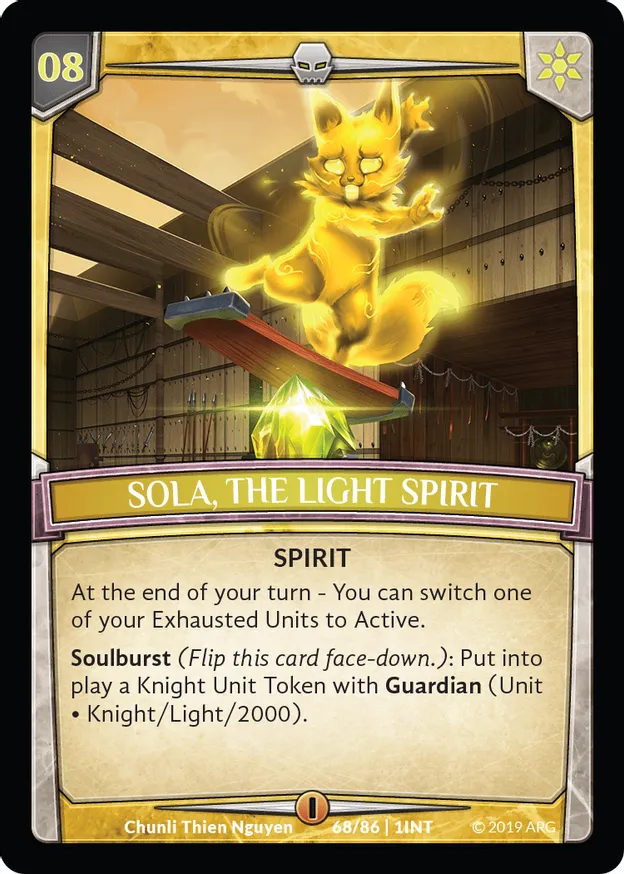 08
SOLA, THE LIGHT SPIRIT
SPIRIT
At the end of your turn - You can switch one
of your Exhausted Units to Active.
Soulburst (Flip this card face-down.): Put into
play a Knight Unit Token with Guardian (Unit
• Knight/Light/2000).
I
Chunli Thien Nguyen 68/86 | 1INT © 2019 ARG